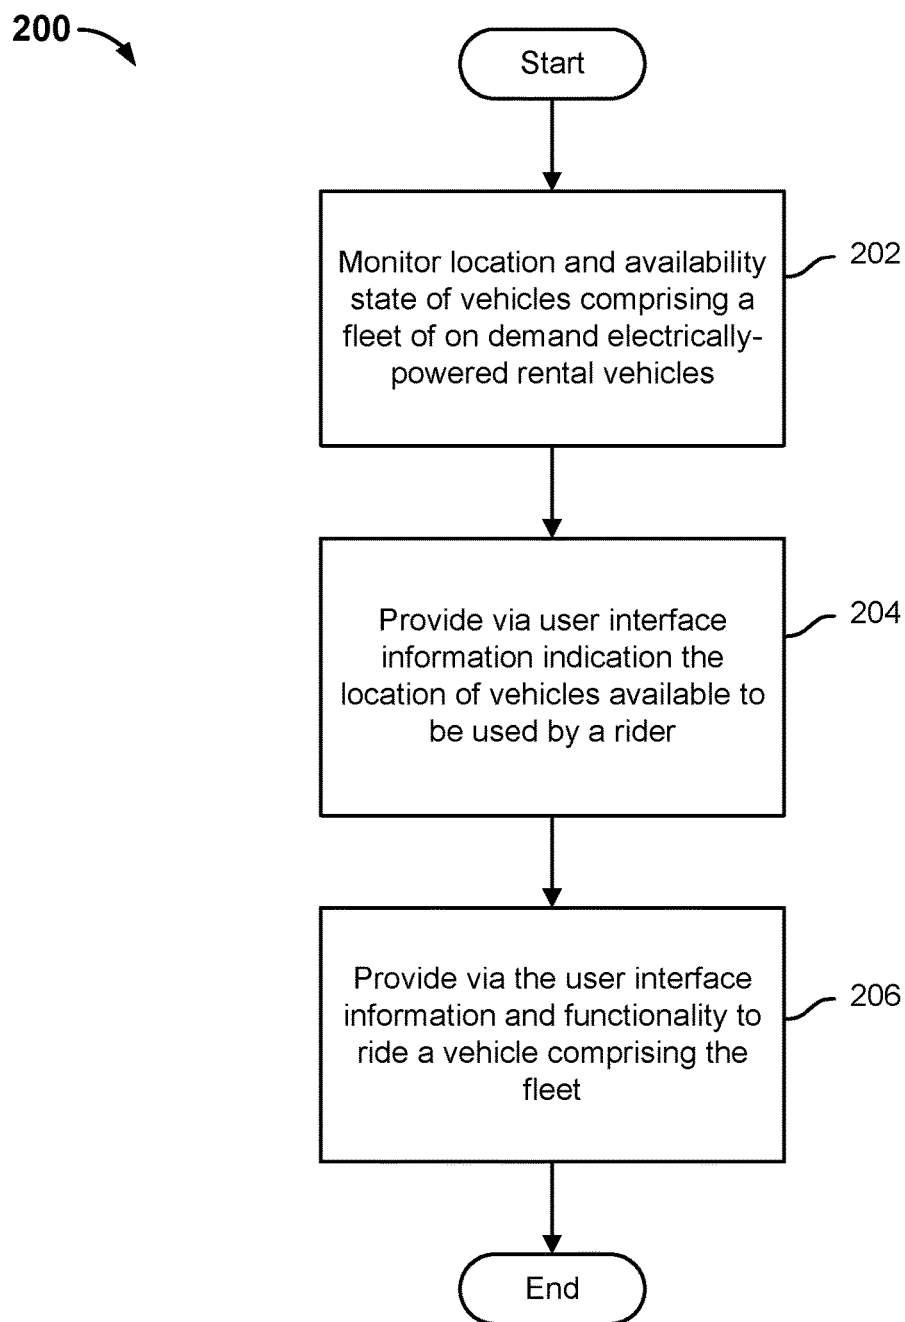 200
Start
Monitor location and availability
state of vehicles comprising a
fleet of on demand electrically-
powered rental vehicles
202
Provide via user interface
information indication the
location of vehicles available to
be used by a rider
204
Provide via the user interface
information and functionality to
ride a vehicle comprising the
fleet
206
End